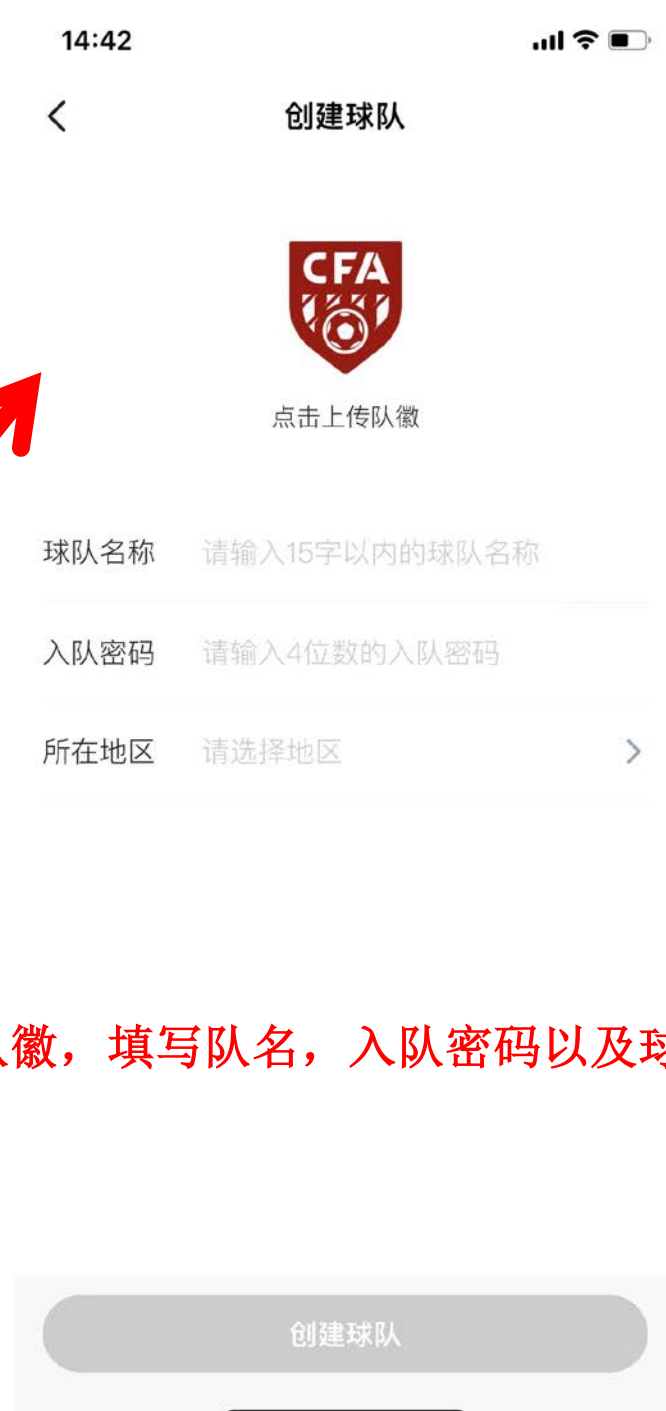 14:42
创建球队
CFA
点击上传队徽
球队名称 请输入15字以内的球队名称
入队密码 请输入4位数的入队密码
所在地区 请选择地区
徽，填写队名，入队密码以及球
创建球队